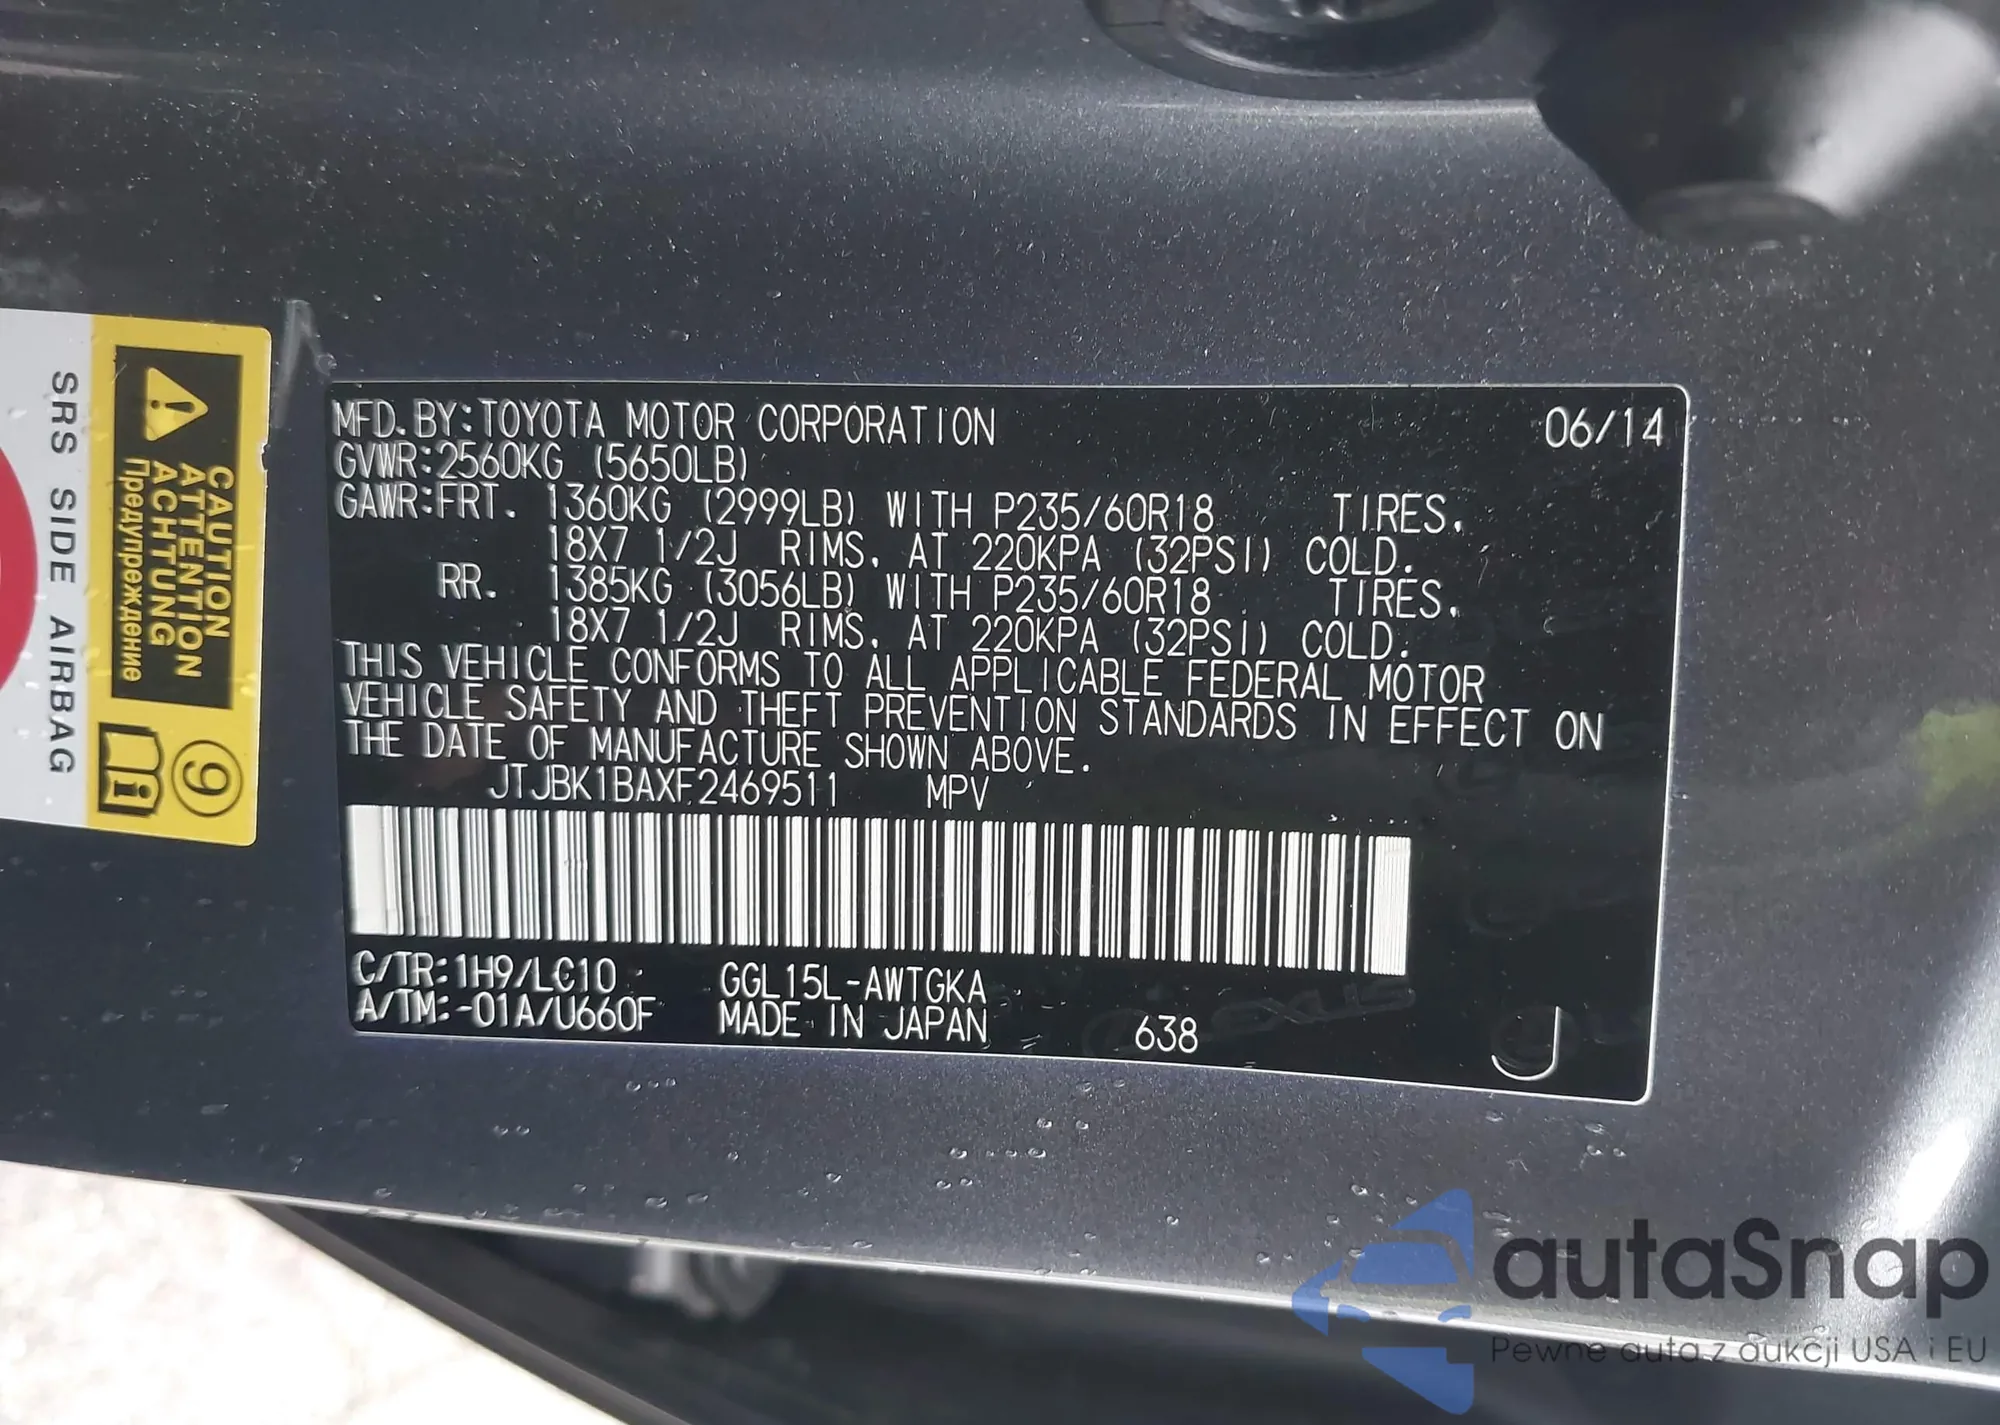 MFD. BY: TOYOTA MOTOR CORPORATION 06/14
GVWR: 2560KG (5650LB)
GAWR: FRT. 1360KG (2999LB) WITH P235/60R18 TIRES,
18X7 1/2J RIMS, AT 220KPA (32PSI) COLD.
RR. 1385KG (3056LB) WITH P235/60R18 TIRES,
18X7 1/2J RIMS, AT 220KPA (32PSI) COLD.
THIS VEHICLE CONFORMS TO ALL APPLICABLE FEDERAL MOTOR
VEHICLE SAFETY AND THEFT PREVENTION STANDARDS IN EFFECT ON
THE DATE OF MANUFACTURE SHOWN ABOVE.
JTJBK1BAXF2469511 MPV
C/TR: 1H9/LC10 GGL15L-AWTGKA
A/TM: -01A/U660F MADE IN JAPAN 638
J
CAUTION
ATTENTION
ACHTUNG
Предупреждение
9
SRS SIDE AIRBAG
autaSnap
Pewne auta z aukcji USA i EU